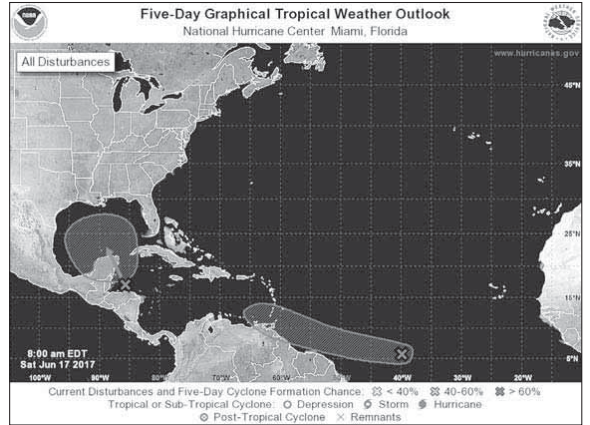 Five-Day Graphical Tropical Weather Outlook
National Hurricane Center Miami, Florida
All Disturbances
www.hurricanes.gov
45°N
35°N
25°N
15°N
5°N
8:00 am EDT
Sat Jun 17 2017
100°W 90°W 80°W 70°W 60°W 50°W 40°W 30°W 20°W
Current Disturbances and Five-Day Cyclone Formation Chance: < 40% 40-60% > 60%
Tropical or Sub-Tropical Cyclone: Depression Storm Hurricane
Post-Tropical Cyclone Remnants